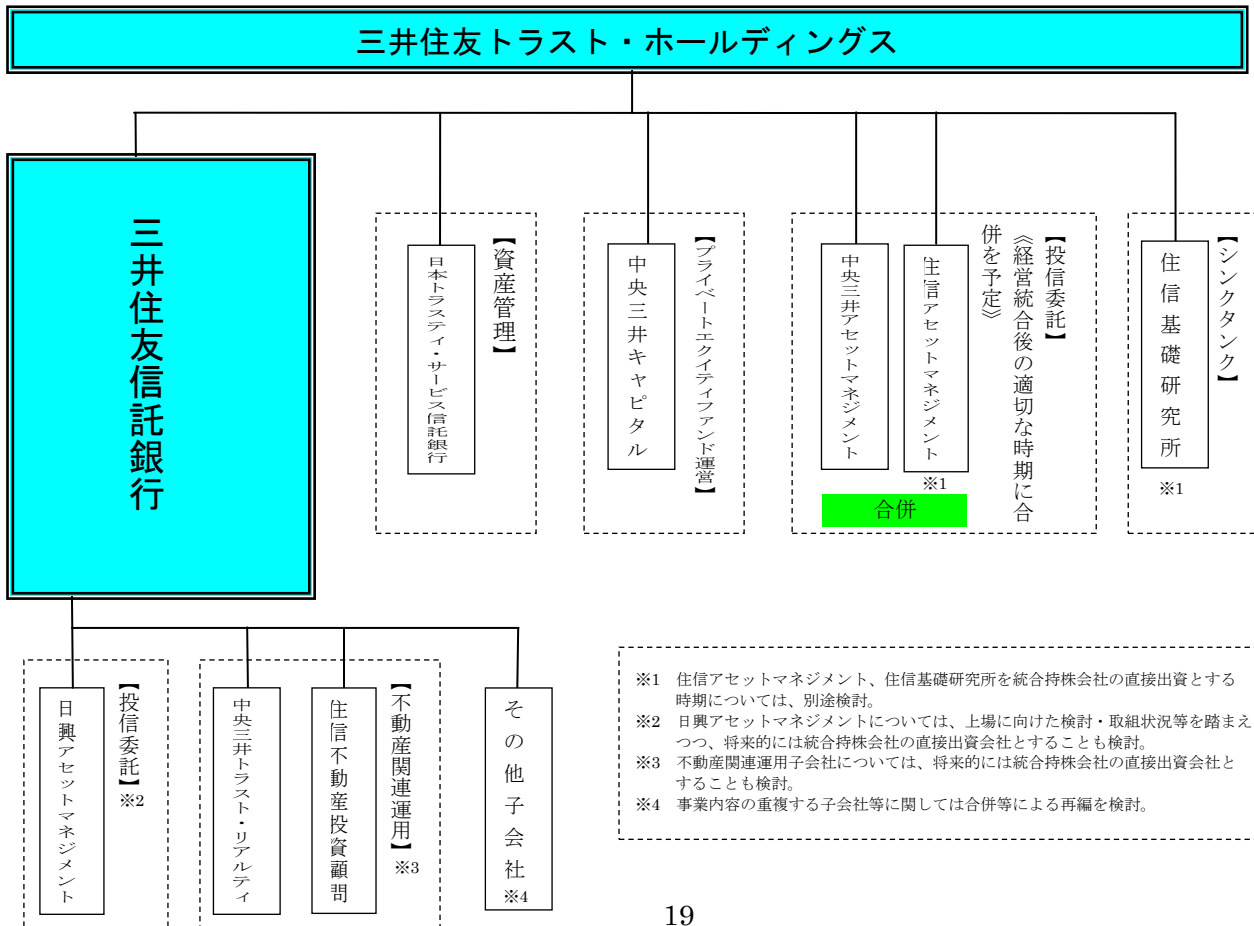 三井住友トラスト・ホールディングス
三井住友信託銀行
【資産管理】
日本トラスティ・サービス信託銀行
【プライベートエクイティファンド運営】
中央三井キャピタル
【投信委託】
《経営統合後の適切な時期に合
併を予定》
住信アセットマネジメント
※1
中央三井アセットマネジメント
合併
【シンクタンク】
住信基礎研究所
※1
【投信委託】※2
日興アセットマネジメント
【不動産関連運用】※3
住信不動産投資顧問
中央三井トラスト・リアルティ
その他子会社
※4
※1 住信アセットマネジメント、住信基礎研究所を統合持株会社の直接出資とする
時期については、別途検討。
※2 日興アセットマネジメントについては、上場に向けた検討・取組状況等を踏まえ
つつ、将来的には統合持株会社の直接出資会社とすることも検討。
※3 不動産関連運用子会社については、将来的には統合持株会社の直接出資会社と
することも検討。
※4 事業内容の重複する子会社等に関しては合併等による再編を検討。
19